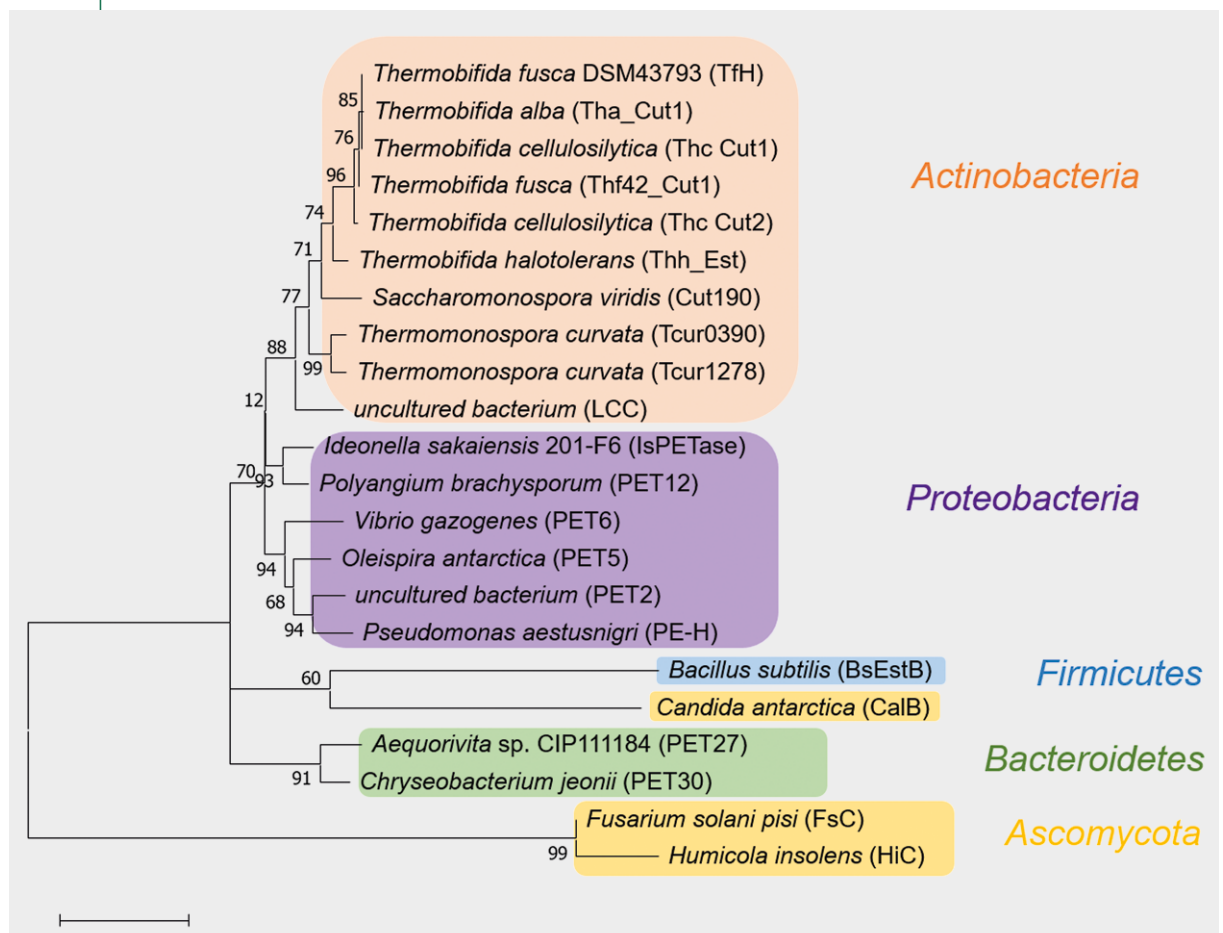 Thermobifida fusca DSM43793 (TfH)
85
Thermobifida alba (Tha_Cut1)
76
Thermobifida cellulosilytica (Thc Cut1)
96
Thermobifida fusca (Thf42_Cut1)
Actinobacteria
74
Thermobifida cellulosilytica (Thc Cut2)
71
Thermobifida halotolerans (Thh_Est)
77
Saccharomonospora viridis (Cut190)
Thermomonospora curvata (Tcur0390)
88
99
Thermomonospora curvata (Tcur1278)
12
uncultured bacterium (LCC)
Ideonella sakaiensis 201-F6 (IsPETase)
70
93
Polyangium brachysporum (PET12)
Proteobacteria
Vibrio gazogenes (PET6)
94
Oleispira antarctica (PET5)
68
uncultured bacterium (PET2)
94
Pseudomonas aestusnigri (PE-H)
60
Bacillus subtilis (BsEstB)
Firmicutes
Candida antarctica (CalB)
Aequorivita sp. CIP111184 (PET27)
Bacteroidetes
91
Chryseobacterium jeonii (PET30)
Fusarium solani pisi (FsC)
Ascomycota
99
Humicola insolens (HiC)